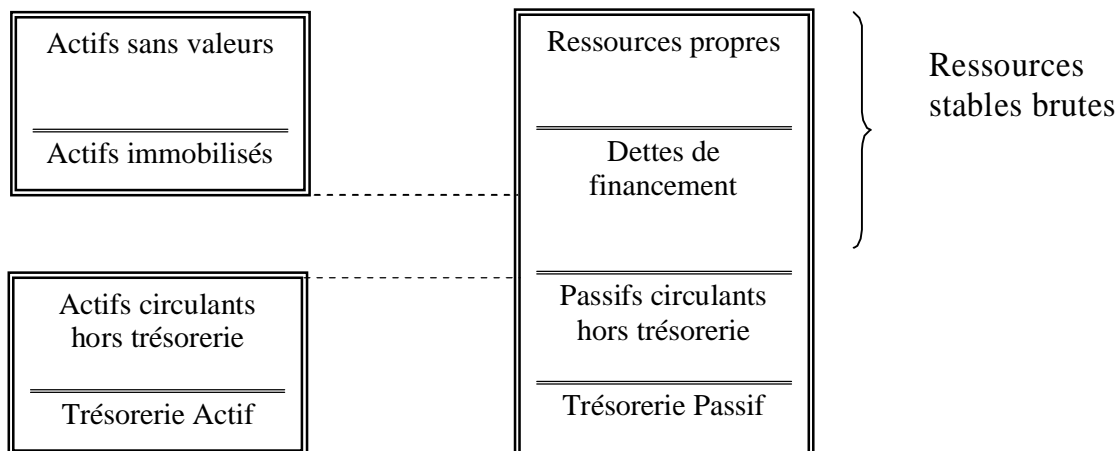 Actifs sans valeurs
Actifs immobilisés
Actifs circulants
hors trésorerie
Trésorerie Actif
Ressources propres
Dettes de
financement
Passifs circulants
hors trésorerie
Trésorerie Passif
Ressources
stables brutes